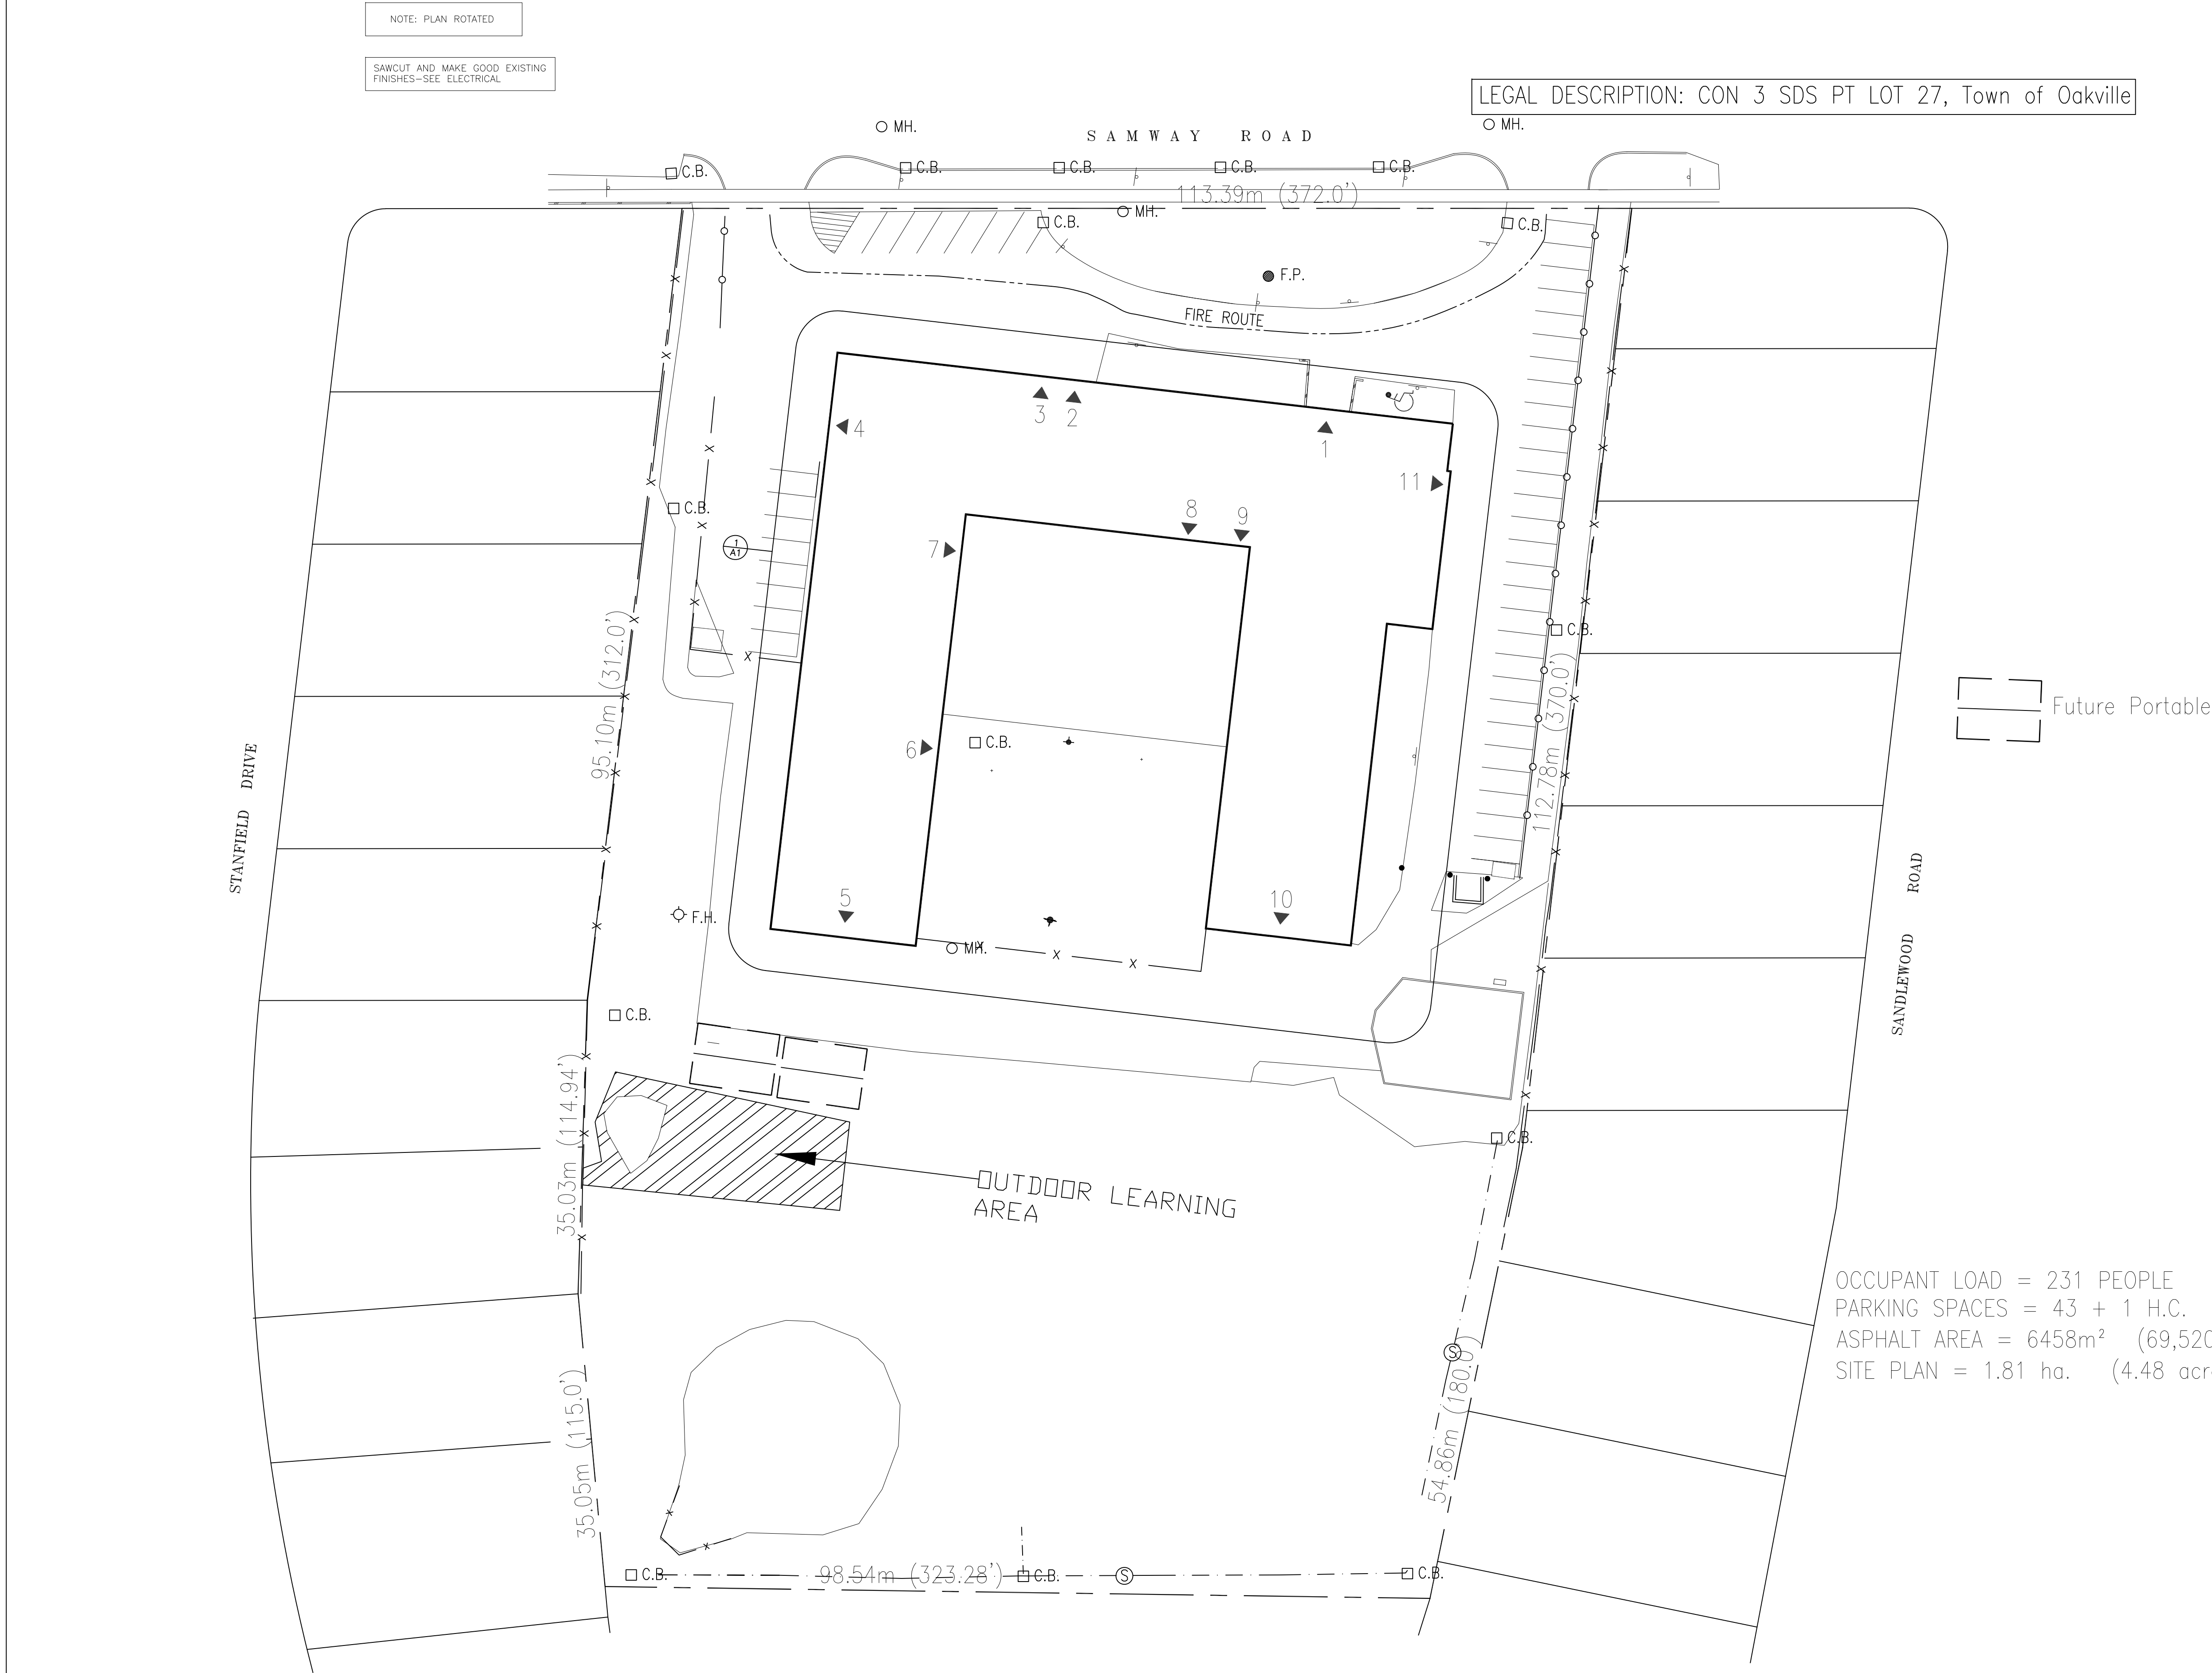 NOTE: PLAN ROTATED
SAWCUT AND MAKE GOOD EXISTING
FINISHES-SEE ELECTRICAL
LEGAL DESCRIPTION: CON 3 SDS PT LOT 27, Town of Oakville
MH.
MH.
SAMWAY ROAD
C.B.
C.B.
C.B.
C.B.
C.B.
113.39m (372.0')
MH.
C.B.
C.B.
F.P.
FIRE ROUTE
3
2
4
1
11
C.B.
8
9
1
A1
7
C.B.
95.10m (312.0')
112.78m (370.0')
Future Portable
C.B.
6
STANFIELD DRIVE
SANDLEWOOD ROAD
5
10
F.H.
MH.
C.B.
35.03m (114.94')
C.B.
OUTDOOR LEARNING
AREA
OCCUPANT LOAD = 231 PEOPLE
PARKING SPACES = 43 + 1 H.C.
ASPHALT AREA = 6458m² (69,520
SITE PLAN = 1.81 ha. (4.48 acr
S
54.86m (180.0')
35.05m (115.0')
C.B.
98.54m (323.28')
C.B.
S
C.B.